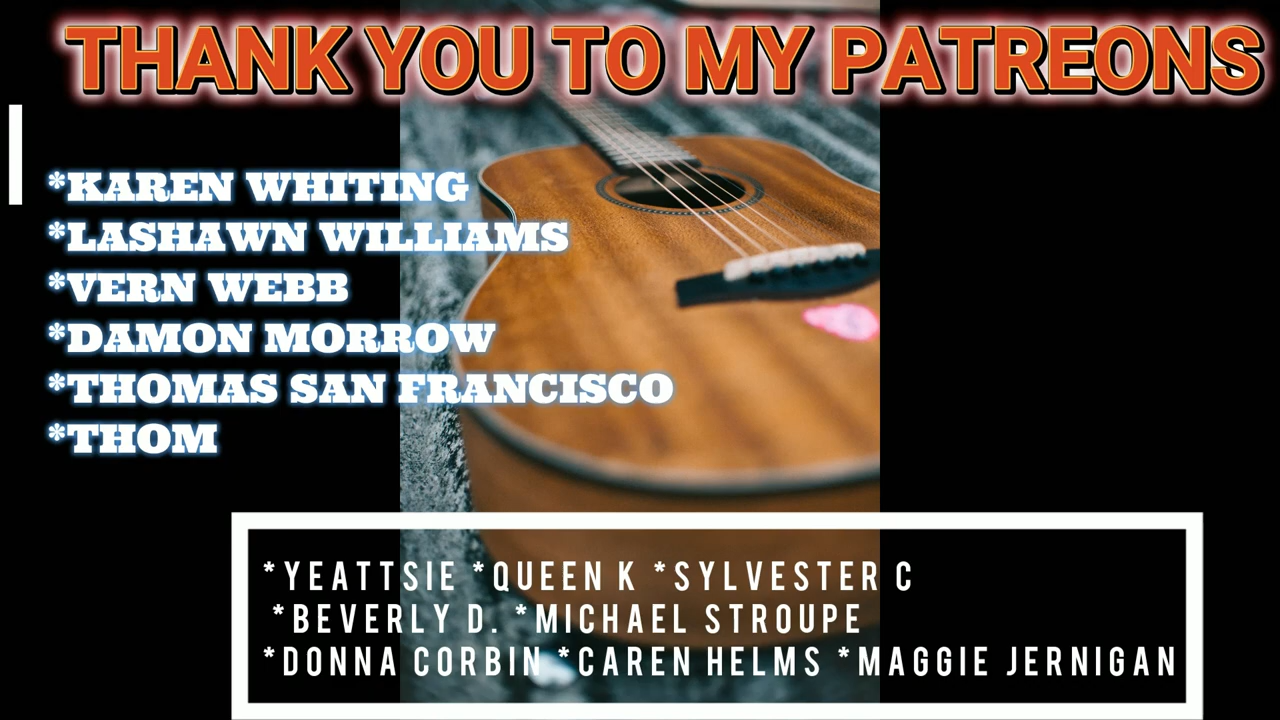 THANK YOU TO MY PATREONS
*KAREN WHITING
*LASHAWN WILLIAMS
*VERN WEBB
*DAMON MORROW
*THOMAS SAN FRANCISCO
*THOM
*YEATTSIE *QUEEN K *SYLVESTER C
*BEVERLY D. *MICHAEL STROUPE
*DONNA CORBIN *CAREN HELMS *MAGGIE JERNIGAN